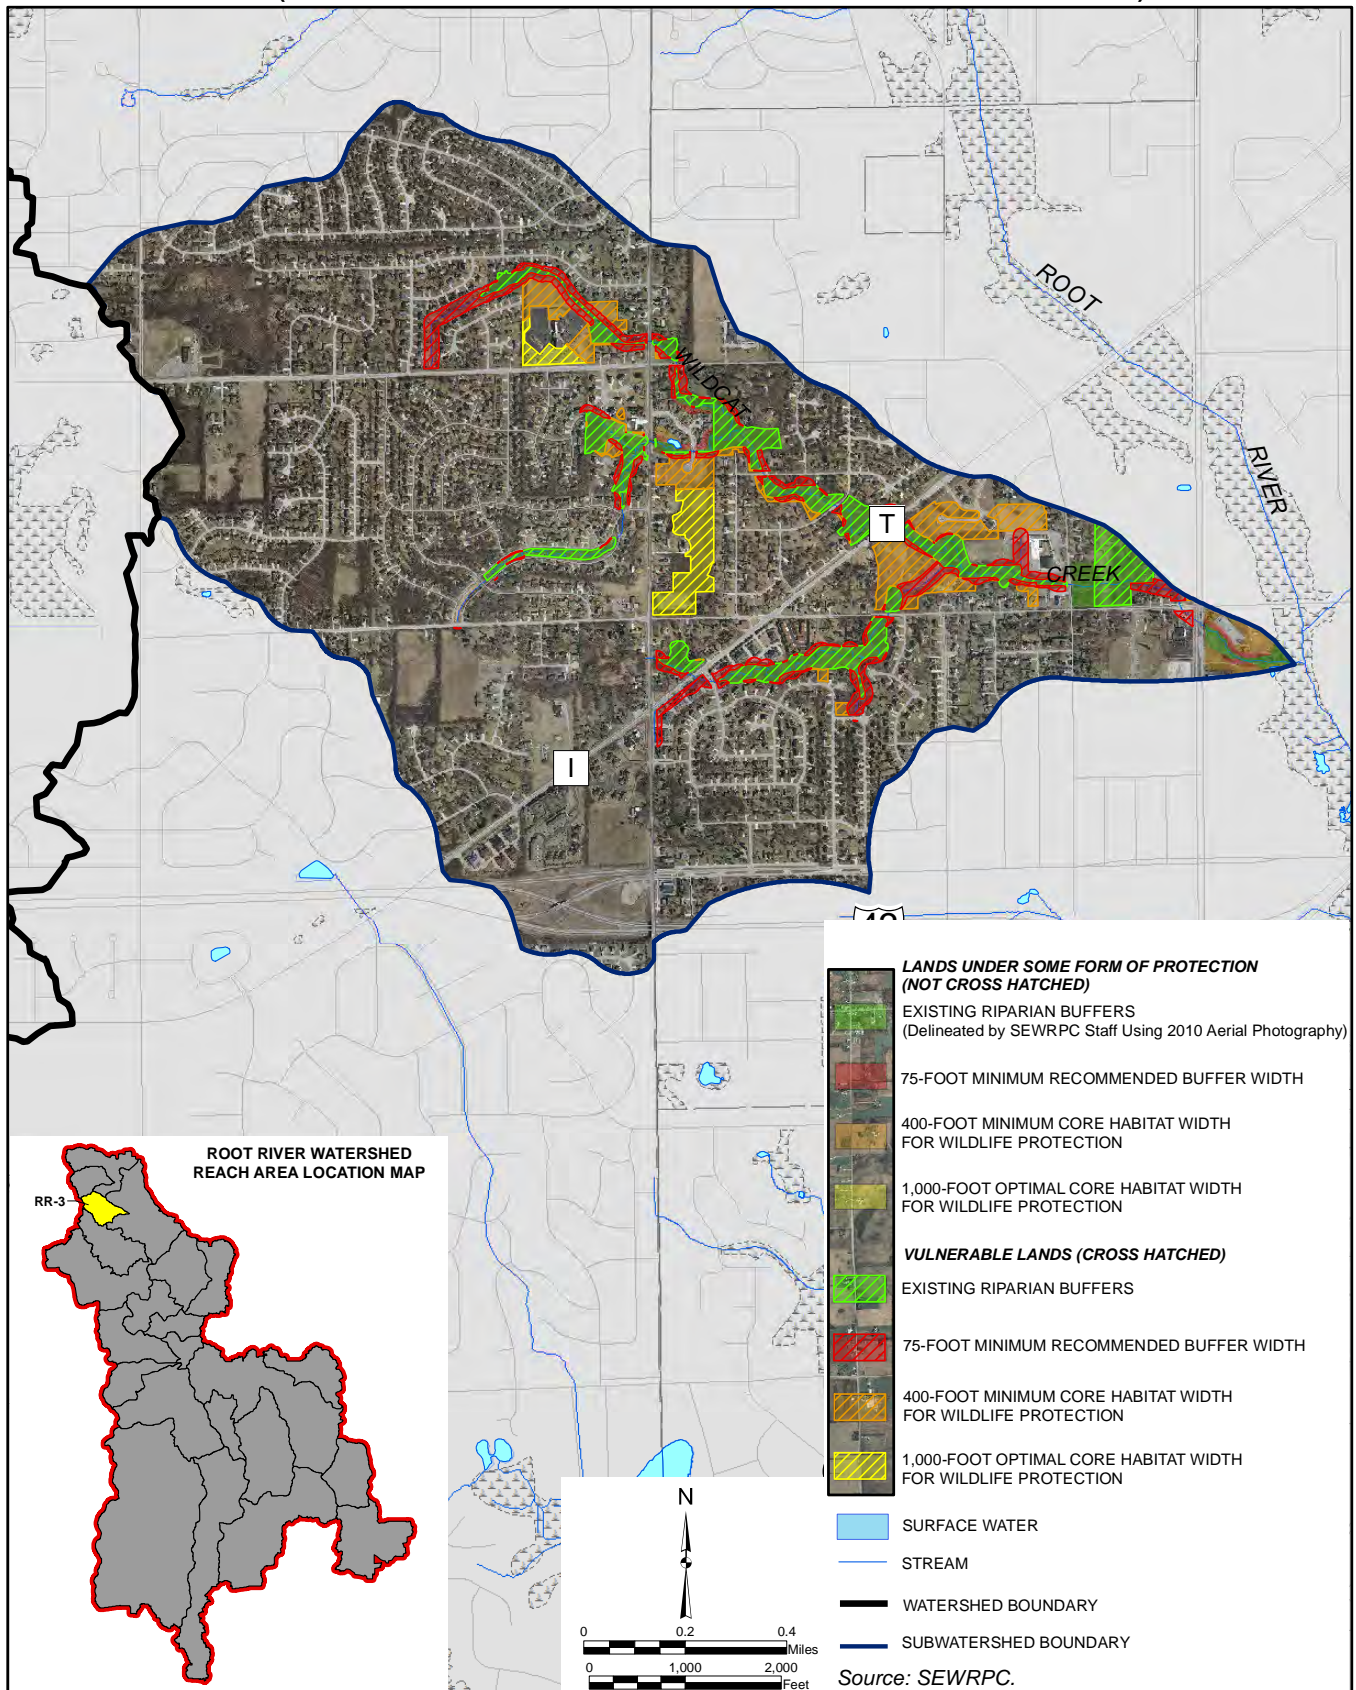 ROOT
RIVER
WILDCAT
T
CREEK
I
LANDS UNDER SOME FORM OF PROTECTION
(NOT CROSS HATCHED)
EXISTING RIPARIAN BUFFERS
(Delineated by SEWRPC Staff Using 2010 Aerial Photography)
75-FOOT MINIMUM RECOMMENDED BUFFER WIDTH
400-FOOT MINIMUM CORE HABITAT WIDTH
FOR WILDLIFE PROTECTION
1,000-FOOT OPTIMAL CORE HABITAT WIDTH
FOR WILDLIFE PROTECTION
VULNERABLE LANDS (CROSS HATCHED)
EXISTING RIPARIAN BUFFERS
75-FOOT MINIMUM RECOMMENDED BUFFER WIDTH
400-FOOT MINIMUM CORE HABITAT WIDTH
FOR WILDLIFE PROTECTION
1,000-FOOT OPTIMAL CORE HABITAT WIDTH
FOR WILDLIFE PROTECTION
SURFACE WATER
STREAM
WATERSHED BOUNDARY
SUBWATERSHED BOUNDARY
Source: SEWRPC.
ROOT RIVER WATERSHED
REACH AREA LOCATION MAP
RR-3
N
0 0.2 0.4
Miles
0 1,000 2,000
Feet